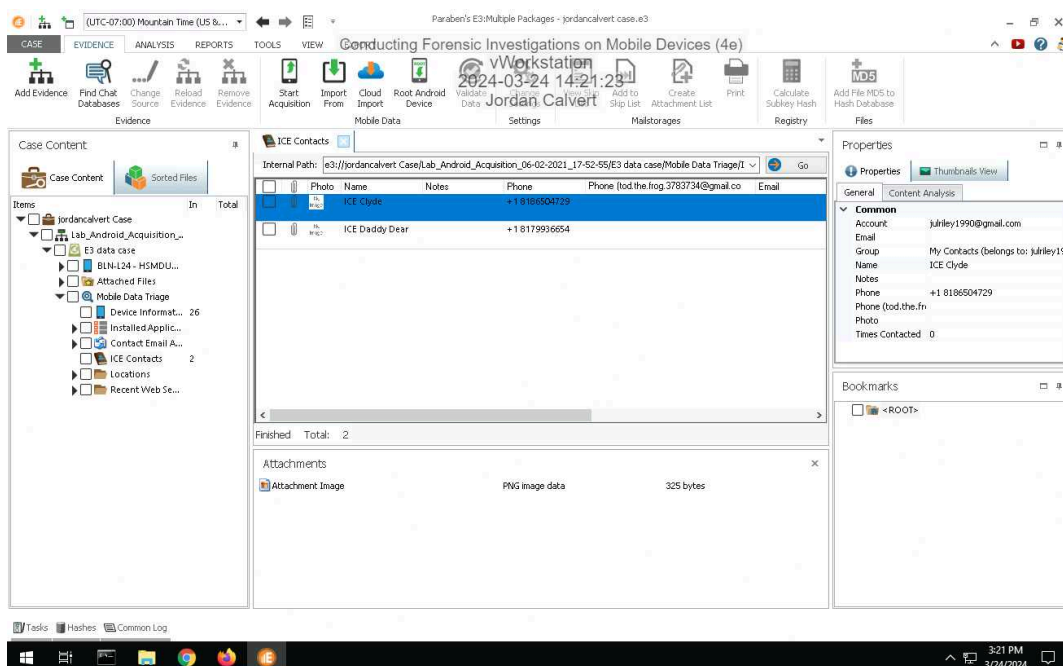 (UTC-07:00) Mountain Time (US &...
Paraben's E3:Multiple Packages - jordancalvert case.e3
CASE EVIDENCE ANALYSIS REPORTS TOOLS VIEW
Conducting Forensic Investigations on Mobile Devices (4e)
vWorkstation
2024-03-24 14:21:23
Jordan Calvert
Add Evidence
Find Chat Databases
Change Source
Reload Evidence
Remove Evidence
Start Acquisition
Import From
Cloud Import
Root Android Device
Validate Data
Add to Skip List
Create Attachment List
Print
Calculate Subkey Hash
MD5
Add File MD5 to Hash Database
Evidence Mobile Data Settings Mailstorages Registry Files
Case Content
Case Content Sorted Files
Items In Total
jordancalvert Case
Lab_Android_Acquisition_...
E3 data case
BLN-L24 - HSMDU...
Attached Files
Mobile Data Triage
Device Informat... 26
Installed Applic...
Contact Email A...
ICE Contacts 2
Locations
Recent Web Se...
ICE Contacts
Internal Path: e3://jordancalvert Case/Lab_Android_Acquisition_06-02-2021_17-52-55/E3 data case/Mobile Data Triage/I Go
Photo Name Notes Phone Phone (tod.the.frog.3783734@gmail.co Email
ICE Clyde +1 8186504729
ICE Daddy Dear +1 8179936654
Finished Total: 2
Attachments
Attachment Image PNG image data 325 bytes
Properties
Properties Thumbnails View
General Content Analysis
Common
Account julriley1990@gmail.com
Email
Group My Contacts (belongs to: julriley19
Name ICE Clyde
Notes
Phone +1 8186504729
Phone (tod.the.fr
Photo
Times Contacted 0
Bookmarks
<ROOT>
Tasks Hashes Common Log
3:21 PM
3/24/2024